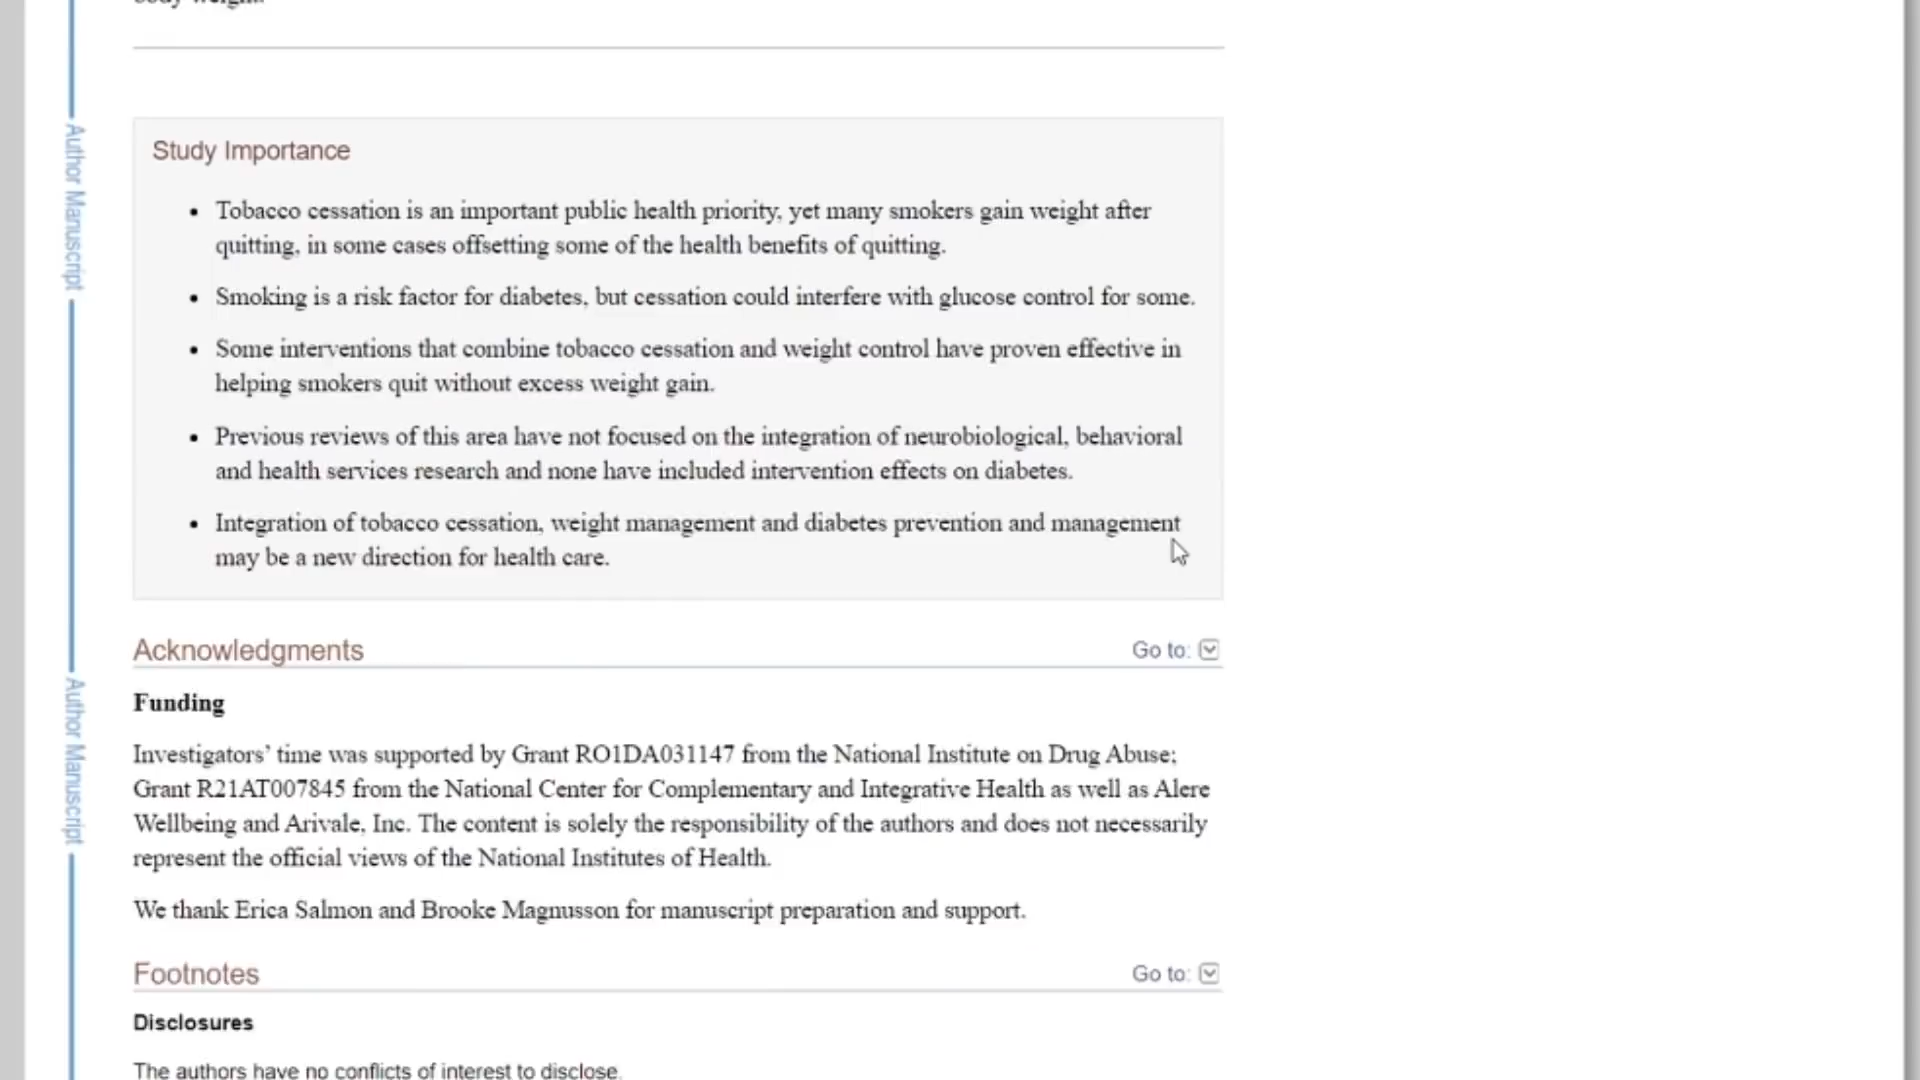 Study Importance
• Tobacco cessation is an important public health priority, yet many smokers gain weight after
quitting, in some cases offsetting some of the health benefits of quitting.
• Smoking is a risk factor for diabetes, but cessation could interfere with glucose control for some.
• Some interventions that combine tobacco cessation and weight control have proven effective in
helping smokers quit without excess weight gain.
• Previous reviews of this area have not focused on the integration of neurobiological, behavioral
and health services research and none have included intervention effects on diabetes.
• Integration of tobacco cessation, weight management and diabetes prevention and management
may be a new direction for health care.
Acknowledgments
Go to:
Funding
Investigators’ time was supported by Grant RO1DA031147 from the National Institute on Drug Abuse;
Grant R21AT007845 from the National Center for Complementary and Integrative Health as well as Alere
Wellbeing and Arivale, Inc. The content is solely the responsibility of the authors and does not necessarily
represent the official views of the National Institutes of Health.
We thank Erica Salmon and Brooke Magnusson for manuscript preparation and support.
Footnotes
Go to:
Disclosures
The authors have no conflicts of interest to disclose.
Author Manuscript
Author Manuscript